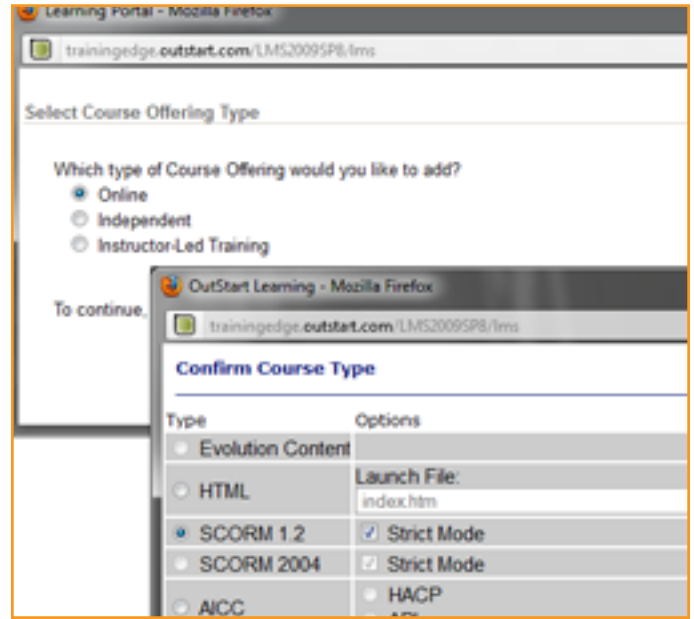 Learning Portal - Mozilla Firefox
trainingedge.outstart.com/LMS2009SP8/lms
Select Course Offering Type
Which type of Course Offering would you like to add?
Online
Independent
Instructor-Led Training
To continue,
OutStart Learning - Mozilla Firefox
trainingedge.outstart.com/LMS2009SP8/lms
Confirm Course Type
Type Options
Evolution Content
HTML Launch File:
index.htm
SCORM 1.2 Strict Mode
SCORM 2004 Strict Mode
AICC HACP